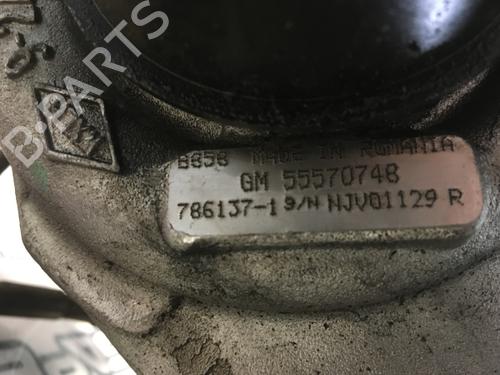 B·PARTS
B858 MADE IN ROMANIA
GM 55570748
786137-1 S/N NJV01129 R